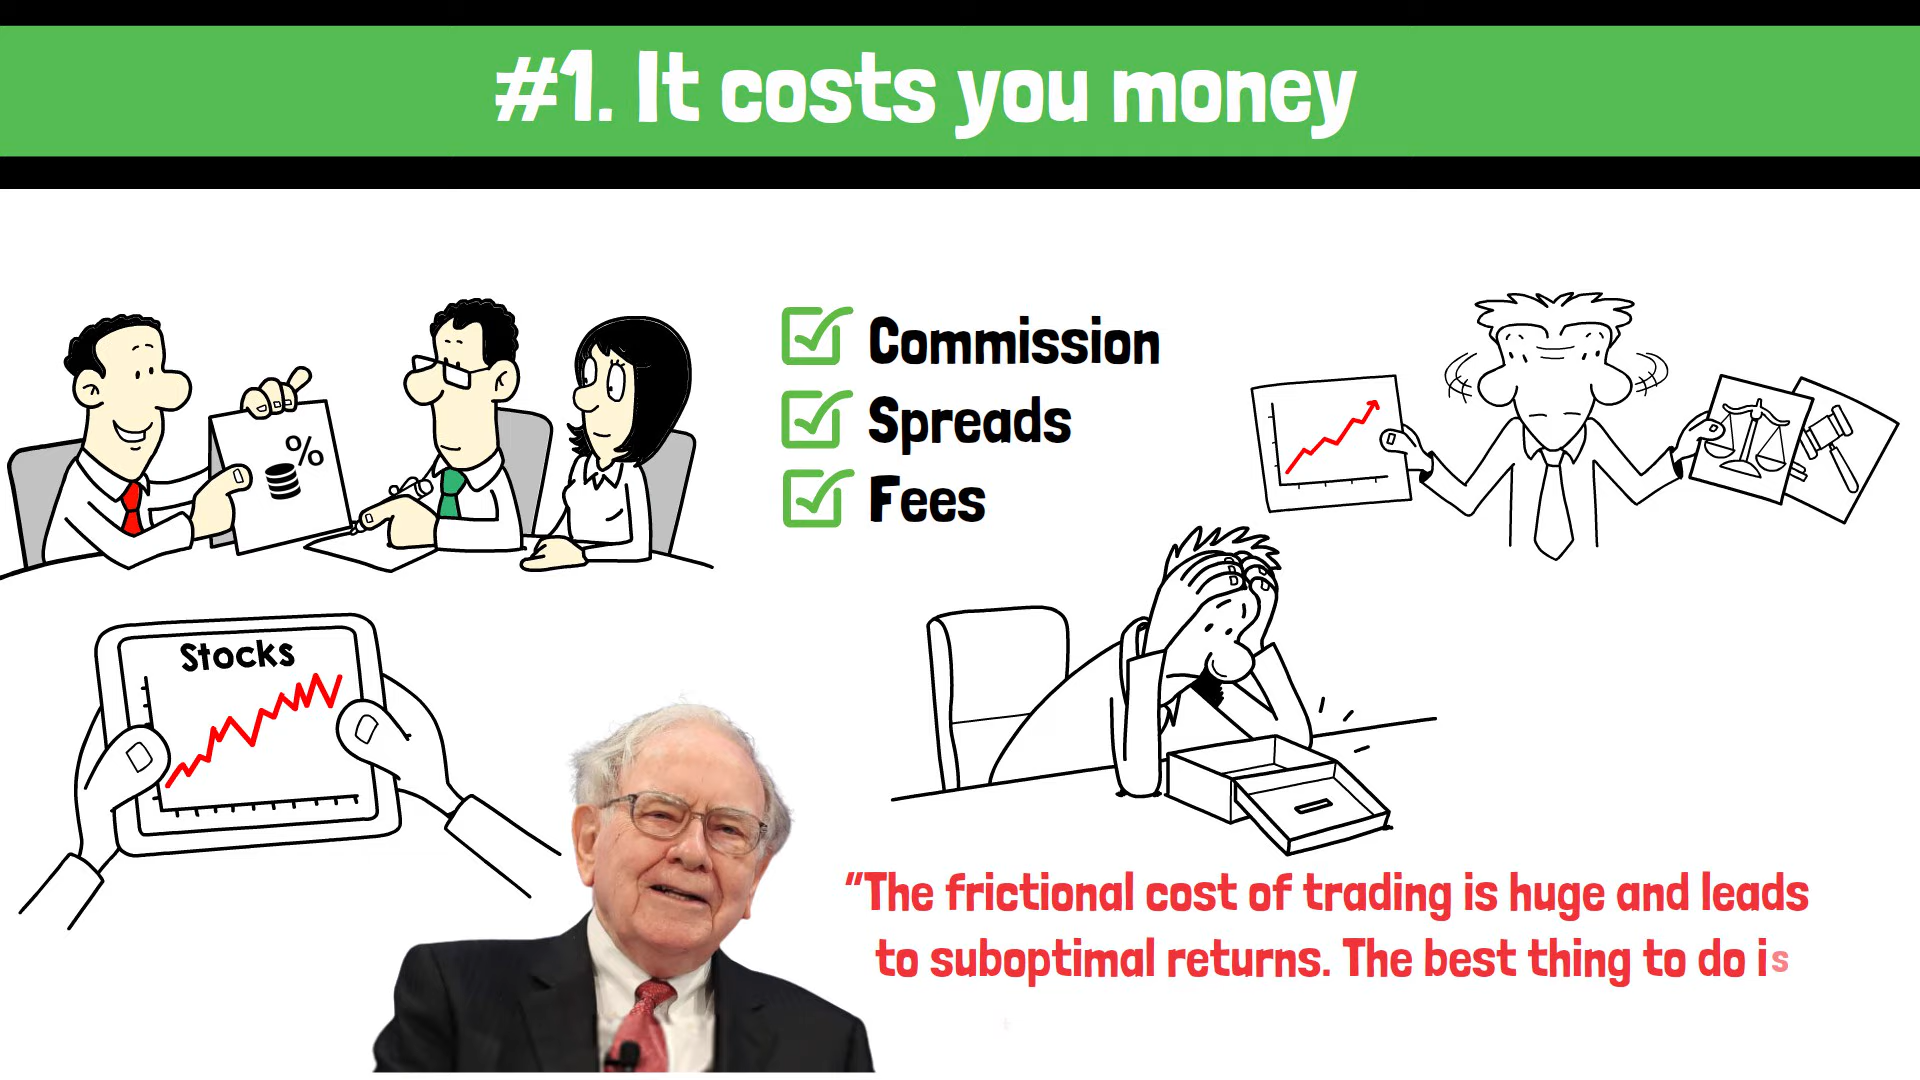 #1. It costs you money
%
Commission
Spreads
Fees
Stocks
“The frictional cost of trading is huge and leads
to suboptimal returns. The best thing to do is